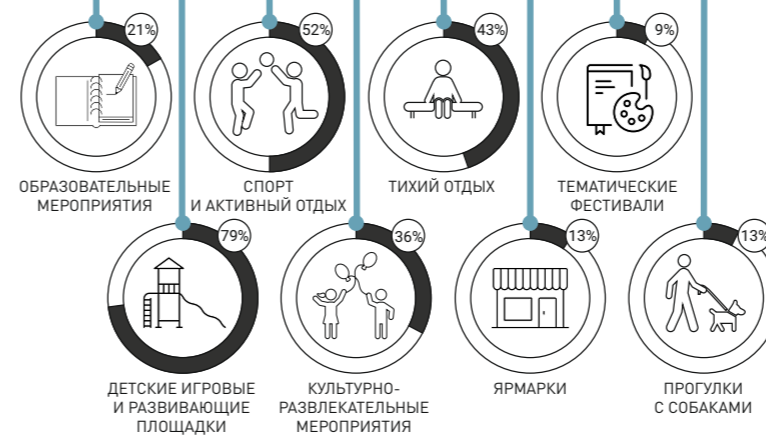 21%
52%
43%
9%
ОБРАЗОВАТЕЛЬНЫЕ
МЕРОПРИЯТИЯ
СПОРТ
И АКТИВНЫЙ ОТДЫХ
ТИХИЙ ОТДЫХ
ТЕМАТИЧЕСКИЕ
ФЕСТИВАЛИ
79%
36%
13%
13%
ДЕТСКИЕ ИГРОВЫЕ
И РАЗВИВАЮЩИЕ
ПЛОЩАДКИ
КУЛЬТУРНО-
РАЗВЛЕКАТЕЛЬНЫЕ
МЕРОПРИЯТИЯ
ЯРМАРКИ
ПРОГУЛКИ
С СОБАКАМИ